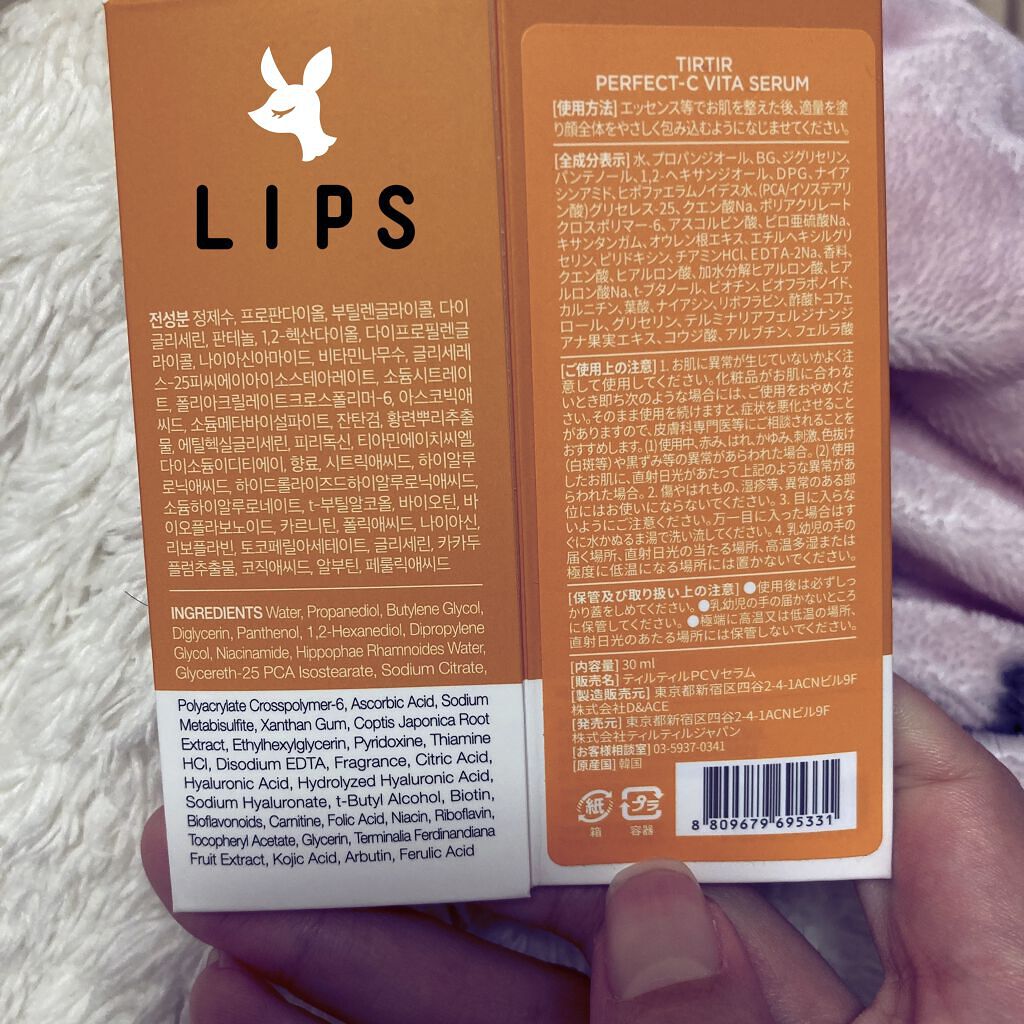 LIPS
전성분 정제수, 프로판다이올, 부틸렌글라이콜, 다이
글리세린, 판테놀, 1,2-헥산다이올, 다이프로필렌글
라이콜, 나이아신아마이드, 비타민나무수, 글리세레
스-25피씨에이아이소스테아레이트, 소듐시트레이
트, 폴리아크릴레이트크로스폴리머-6, 아스코빅애
씨드, 소듐메타바이설파이트, 잔탄검, 황련뿌리추출
물, 에틸헥실글리세린, 피리독신, 티아민에이치씨엘,
다이소듐이디티에이, 향료, 시트릭애씨드, 하이알루
로닉애씨드, 하이드롤라이즈드하이알루로닉애씨드,
소듐하이알루로네이트, t-부틸알코올, 바이오틴, 바
이오플라보노이드, 카르니틴, 폴릭애씨드, 나이아신,
리보플라빈, 토코페릴아세테이트, 글리세린, 카카두
플럼추출물, 코직애씨드, 알부틴, 페룰릭애씨드
INGREDIENTS Water, Propanediol, Butylene Glycol,
Diglycerin, Panthenol, 1,2-Hexanediol, Dipropylene
Glycol, Niacinamide, Hippophae Rhamnoides Water,
Glycereth-25 PCA Isostearate, Sodium Citrate,
Polyacrylate Crosspolymer-6, Ascorbic Acid, Sodium
Metabisulfite, Xanthan Gum, Coptis Japonica Root
Extract, Ethylhexylglycerin, Pyridoxine, Thiamine
HCl, Disodium EDTA, Fragrance, Citric Acid,
Hyaluronic Acid, Hydrolyzed Hyaluronic Acid,
Sodium Hyaluronate, t-Butyl Alcohol, Biotin,
Bioflavonoids, Carnitine, Folic Acid, Niacin, Riboflavin,
Tocopheryl Acetate, Glycerin, Terminalia Ferdinandiana
Fruit Extract, Kojic Acid, Arbutin, Ferulic Acid
TIRTIR
PERFECT-C VITA SERUM
[使用方法] エッセンス等でお肌を整えた後、適量を塗
り顔全体をやさしく包み込むようになじませてください。
[全成分表示] 水、プロパンジオール、BG、ジグリセリン、
パンテノール、1,2-ヘキサンジオール、DPG、ナイア
シンアミド、ヒポファエラムノイデス水、(PCA/イソステアリ
ン酸)グリセレス-25、クエン酸Na、ポリアクリルレート
クロスポリマー-6、アスコルビン酸、ピロ亜硫酸Na、
キサンタンガム、オウレン根エキス、エチルヘキシルグリ
セリン、ピリドキシン、チアミンHCl、EDTA-2Na、香料、
クエン酸、ヒアルロン酸、加水分解ヒアルロン酸、ヒア
ルロン酸Na、t-ブタノール、ビオチン、ビオフラボノイド、
カルニチン、葉酸、ナイアシン、リボフラビン、酢酸トコフェ
ロール、グリセリン、テルミナリアフェルジナンジ
アナ果実エキス、コウジ酸、アルブチン、フェルラ酸
[ご使用上の注意] 1. お肌に異常が生じていないかよく注
意して使用してください。化粧品がお肌に合わな
いとき即ち次のような場合には、ご使用をおやめくだ
さい。そのまま使用を続けますと、症状を悪化させること
がありますので、皮膚科専門医等にご相談されることを
おすすめします。(1)使用中、赤み、はれ、かゆみ、刺激、色抜け
(白斑等)や黒ずみ等の異常があらわれた場合。(2)使用
したお肌に、直射日光があたって上記のような異常があ
らわれた場合。2. 傷やはれもの、湿疹等、異常のある部
位にはお使いにならないでください。3. 目に入らな
いようにご注意ください。万一目に入った場合はす
ぐに水かぬるま湯で洗い流してください。4. 乳幼児の手の
届く場所、直射日光の当たる場所、高温多湿または
極度に低温になる場所には置かないでください。
[保管及び取り扱い上の注意] ●使用後は必ずしっ
かり蓋をしめてください。●乳幼児の手の届かないところ
に保管してください。●極端に高温又は低温の場所、
直射日光のあたる場所には保管しないでください。
[内容量] 30 ml
[販売名] ティルティルPCVセラム
[製造販売元] 東京都新宿区四谷2-4-1ACNビル9F
株式会社D&ACE
[発売元] 東京都新宿区四谷2-4-1ACNビル9F
株式会社ティルティルジャパン
[お客様相談室] 03-5937-0341
[原産国] 韓国
紙 プラ
箱 容器
8 809679 695331